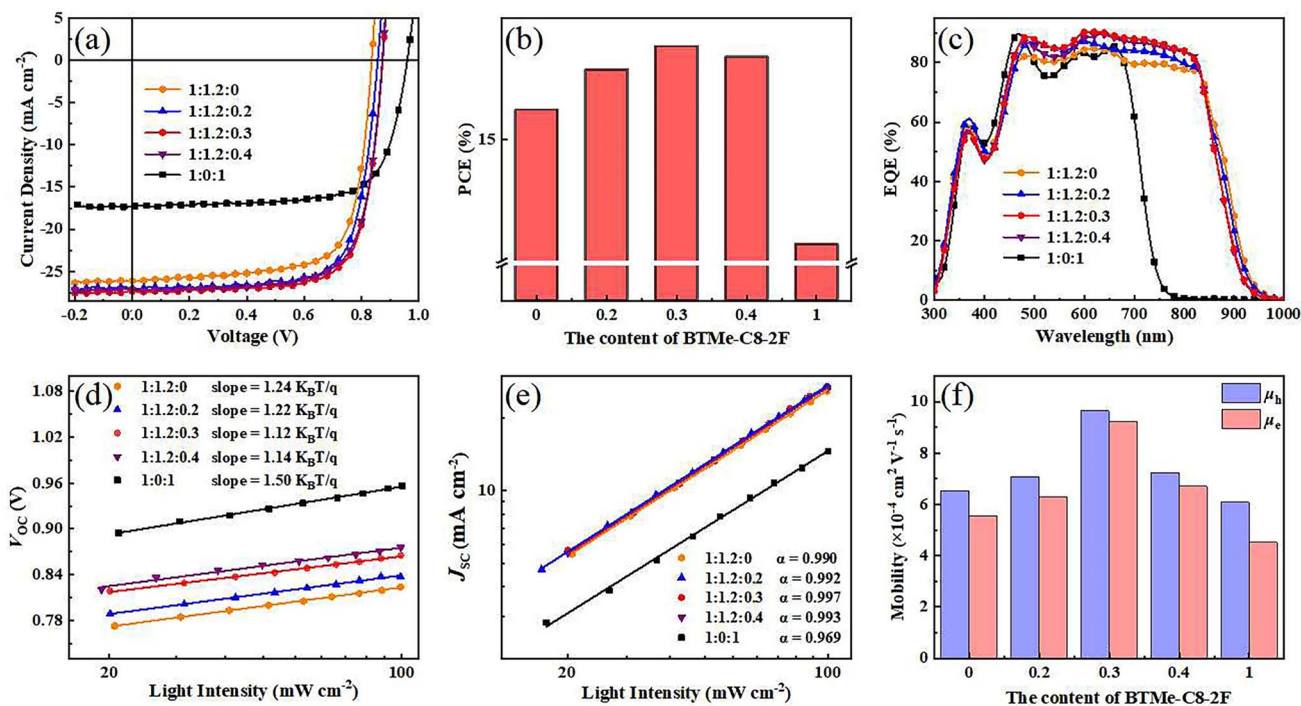 (a)
Current Density (mA cm⁻²)
5
0
-5
-10
-15
-20
-25
1:1.2:0
1:1.2:0.2
1:1.2:0.3
1:1.2:0.4
1:0:1
-0.2 0.0 0.2 0.4 0.6 0.8 1.0
Voltage (V)
(b)
PCE (%)
15
0 0.2 0.3 0.4 1
The content of BTMe-C8-2F
(c)
EQE (%)
80
60
40
20
0
1:1.2:0
1:1.2:0.2
1:1.2:0.3
1:1.2:0.4
1:0:1
300 400 500 600 700 800 900 1000
Wavelength (nm)
(d)
V_OC (V)
1.08
1.02
0.96
0.90
0.84
0.78
1:1.2:0 slope = 1.24 K_BT/q
1:1.2:0.2 slope = 1.22 K_BT/q
1:1.2:0.3 slope = 1.12 K_BT/q
1:1.2:0.4 slope = 1.14 K_BT/q
1:0:1 slope = 1.50 K_BT/q
20 100
Light Intensity (mW cm⁻²)
(e)
J_SC (mA cm⁻²)
10
1:1.2:0 α = 0.990
1:1.2:0.2 α = 0.992
1:1.2:0.3 α = 0.997
1:1.2:0.4 α = 0.993
1:0:1 α = 0.969
20 100
Light Intensity (mW cm⁻²)
(f)
Mobility (×10⁻⁴ cm² V⁻¹ s⁻¹)
10
8
6
4
2
0
μ_h
μ_e
0 0.2 0.3 0.4 1
The content of BTMe-C8-2F